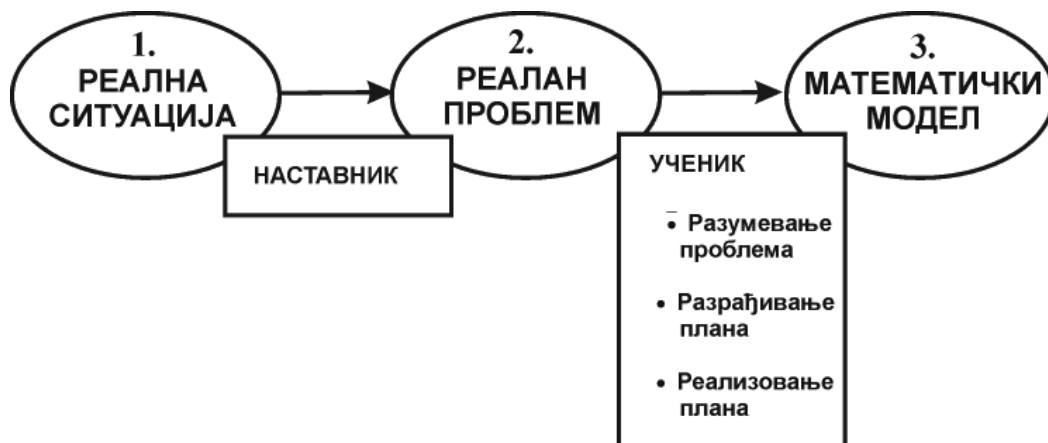 1.
РЕАЛНА
СИТУАЦИЈА
2.
РЕАЛАН
ПРОБЛЕМ
3.
МАТЕМАТИЧКИ
МОДЕЛ
НАСТАВНИК
УЧЕНИК
• Разумевање
проблема
• Разрађивање
плана
• Реализовање
плана